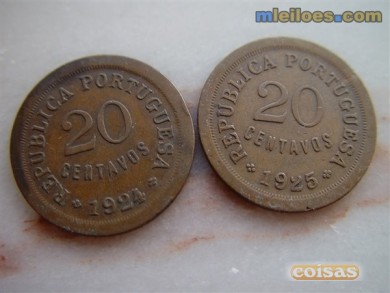 mleiloes.com
REPUBLICA PORTUGUESA
20
CENTAVOS
* 1924 *
REPUBLICA PORTUGUESA
20
CENTAVOS
* 1925 *
coisas